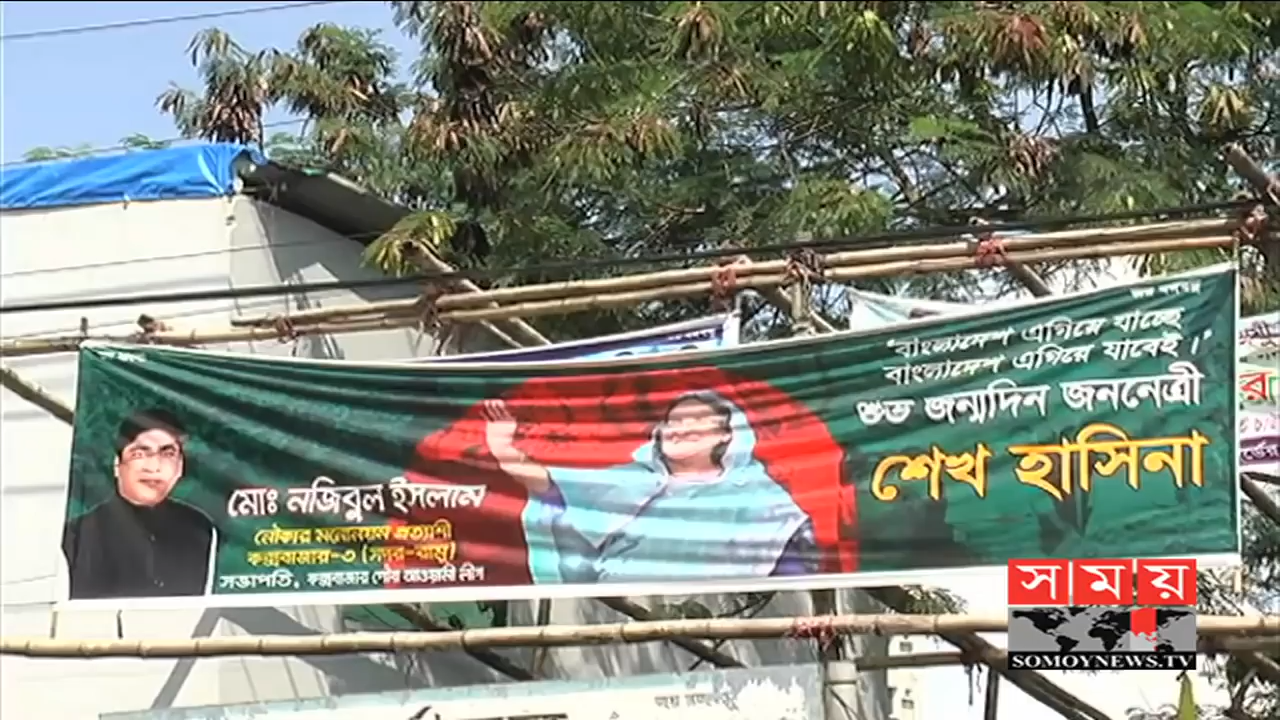 "বাংলাদেশ এগিয়ে যাচ্ছে
বাংলাদেশ এগিয়ে যাবেই।"
শুভ জন্মদিন জননেত্রী
শেখ হাসিনা
মোঃ নজিবুল ইসলাম
নৌকার মনোনয়ন প্রত্যাশী
কক্সবাজার-৩ (সদর-রামু)
সভাপতি, কক্সবাজার পৌর আওয়ামী লীগ
সময়
SOMOYNEWS.TV